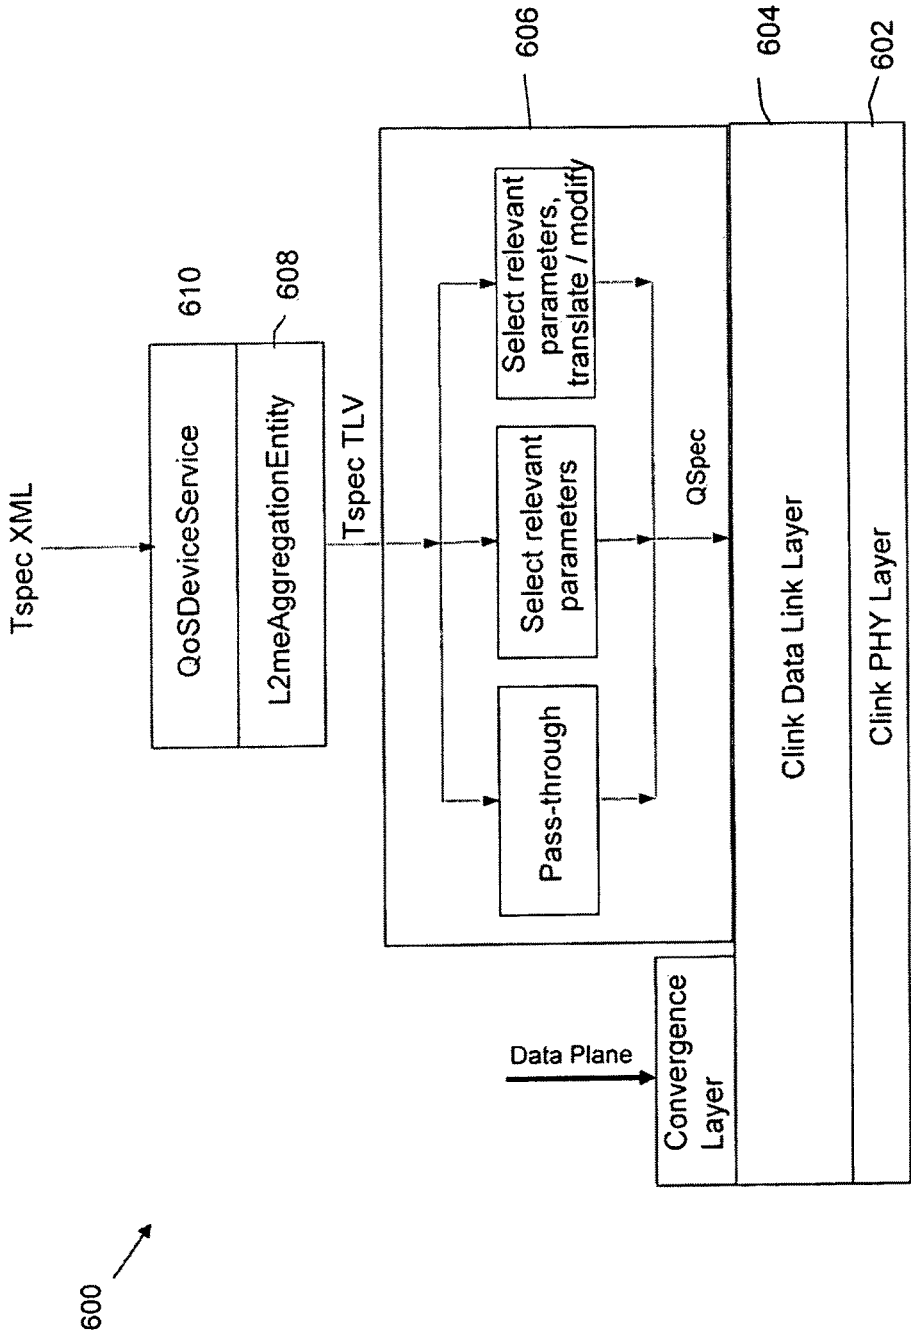 600
Tspec XML
QoSDeviceService
610
L2meAggregationEntity
608
Tspec TLV
606
Pass-through
Select relevant
parameters
Select relevant
parameters,
translate / modify
QSpec
Data Plane
Convergence
Layer
Clink Data Link Layer
604
Clink PHY Layer
602